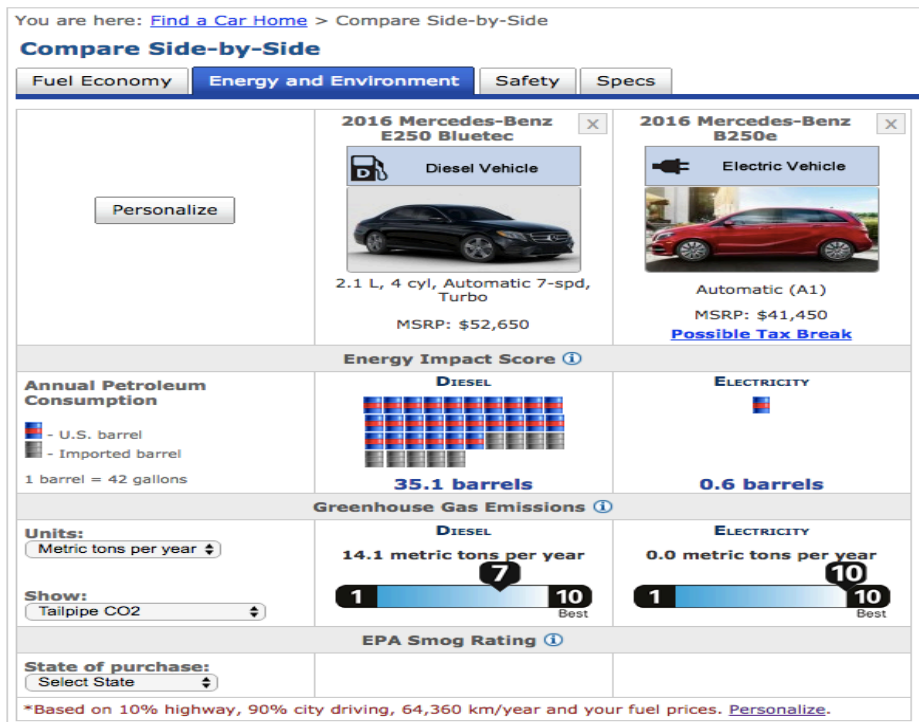 You are here: Find a Car Home > Compare Side-by-Side
Compare Side-by-Side
Fuel Economy
Energy and Environment
Safety
Specs
Personalize
2016 Mercedes-Benz
E250 Bluetec
X
D
Diesel Vehicle
2.1 L, 4 cyl, Automatic 7-spd,
Turbo
MSRP: $52,650
2016 Mercedes-Benz
B250e
X
Electric Vehicle
Automatic (A1)
MSRP: $41,450
Possible Tax Break
Energy Impact Score
Annual Petroleum
Consumption
- U.S. barrel
- Imported barrel
1 barrel = 42 gallons
DIESEL
35.1 barrels
ELECTRICITY
0.6 barrels
Greenhouse Gas Emissions
Units:
Metric tons per year
Show:
Tailpipe CO2
DIESEL
14.1 metric tons per year
7
1
10
Best
ELECTRICITY
0.0 metric tons per year
10
1
10
Best
EPA Smog Rating
State of purchase:
Select State
*Based on 10% highway, 90% city driving, 64,360 km/year and your fuel prices. Personalize.